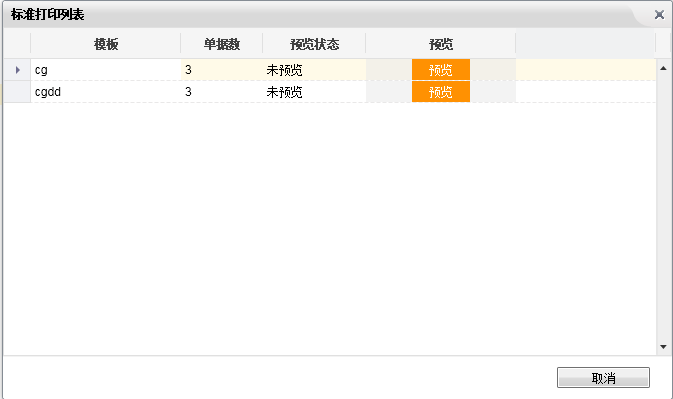 标准打印列表
模板 单据数 预览状态 预览
cg 3 未预览 预览
cgdd 3 未预览 预览
取消